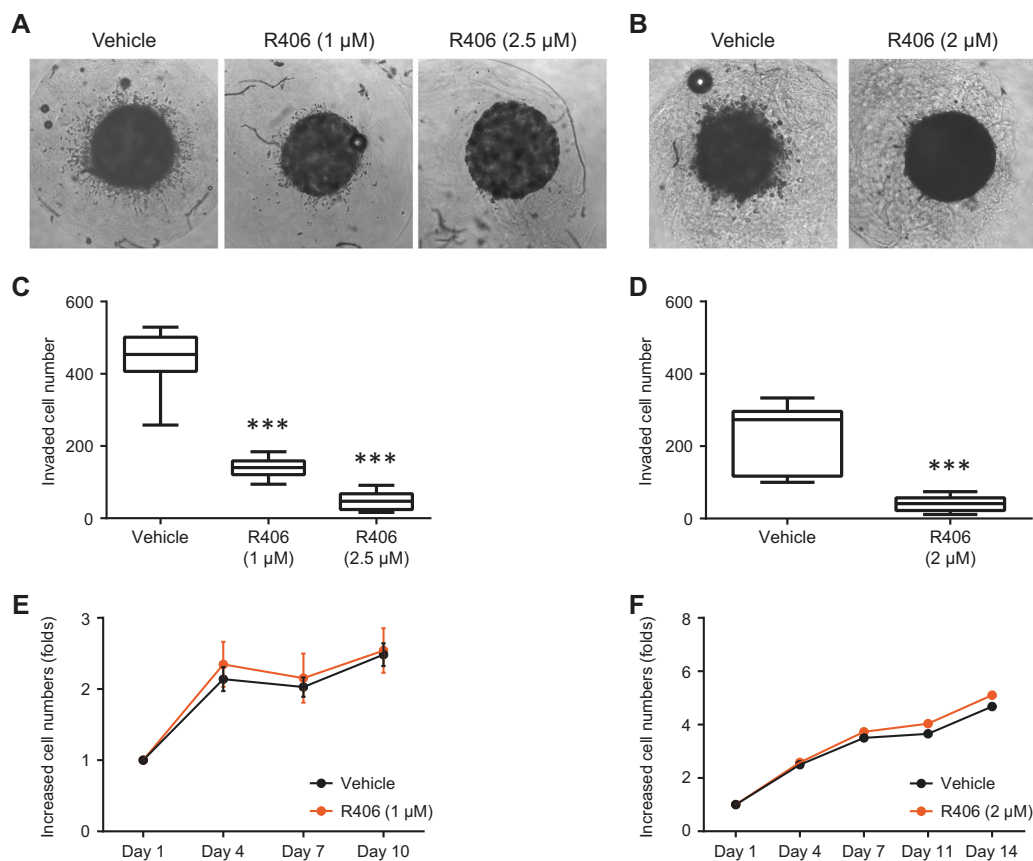 A
Vehicle
R406 (1 µM)
R406 (2.5 µM)
B
Vehicle
R406 (2 µM)
C
Invaded cell number
600
400
200
0
***
***
Vehicle
R406
(1 µM)
R406
(2.5 µM)
D
Invaded cell number
600
400
200
0
***
Vehicle
R406
(2 µM)
E
Increased cell numbers (folds)
3
2
1
0
Vehicle
R406 (1 µM)
Day 1
Day 4
Day 7
Day 10
F
Increased cell numbers (folds)
8
6
4
2
0
Vehicle
R406 (2 µM)
Day 1
Day 4
Day 7
Day 11
Day 14